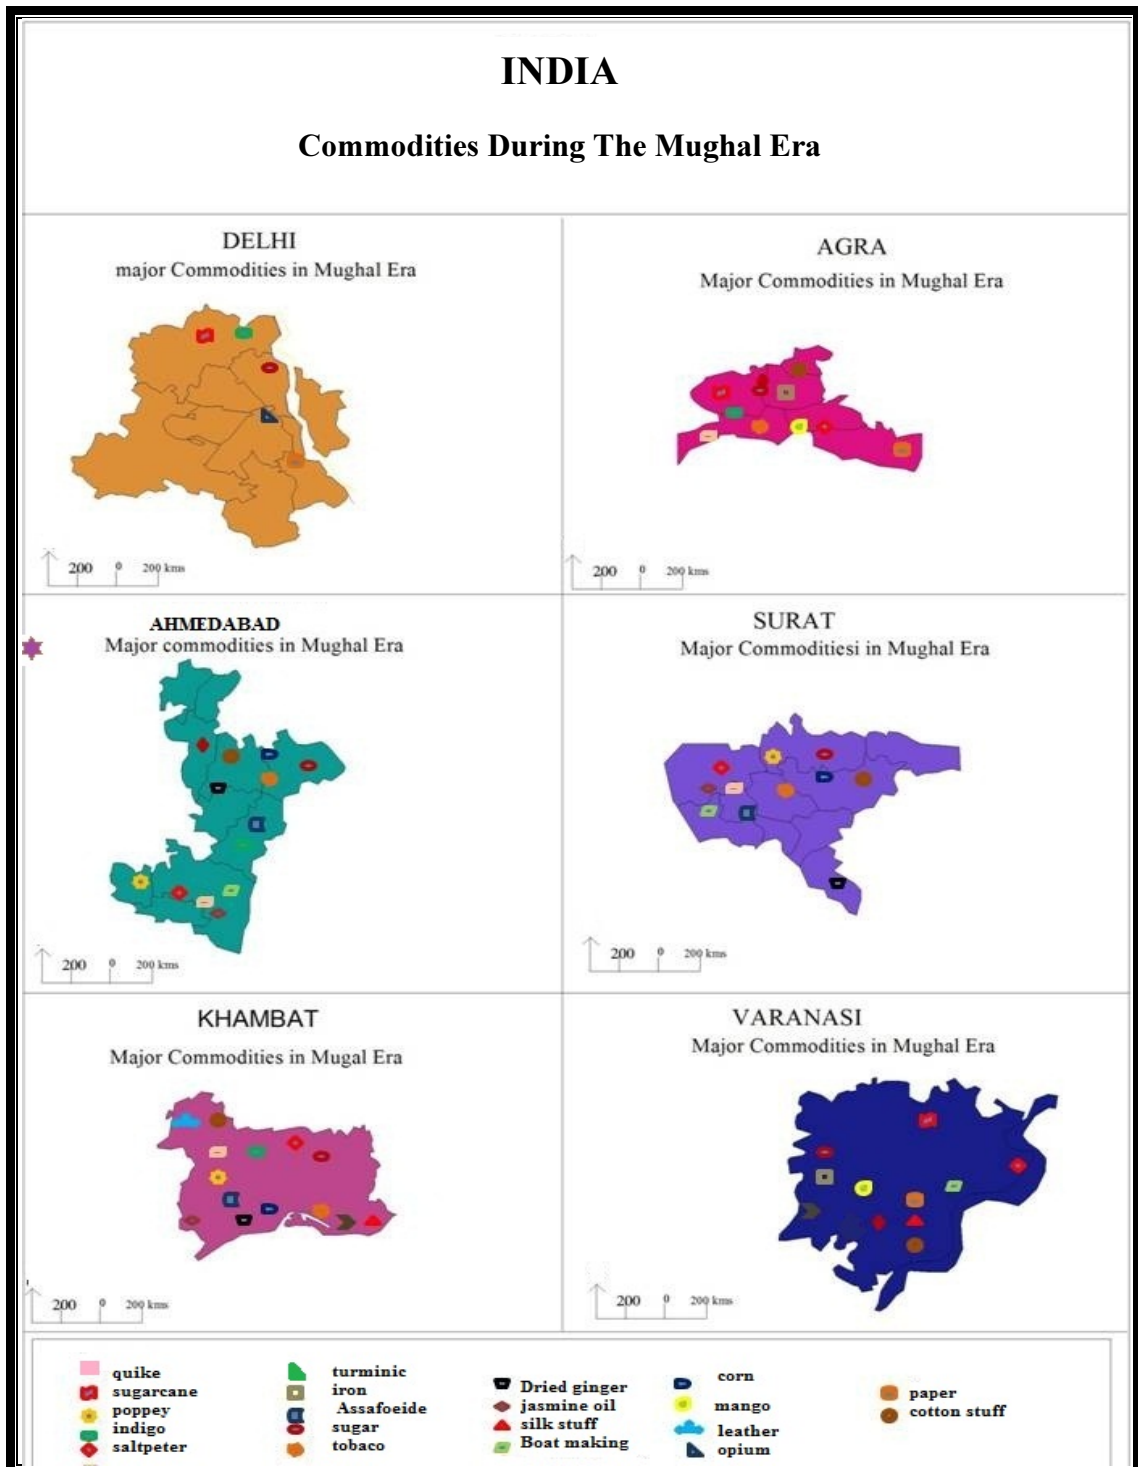 INDIA
Commodities During The Mughal Era
DELHI
major Commodities in Mughal Era
200 0 200 kms
AGRA
Major Commodities in Mughal Era
200 0 200 kms
AHMEDABAD
Major commodities in Mughal Era
200 0 200 kms
SURAT
Major Commoditiesi in Mughal Era
200 0 200 kms
KHAMBAT
Major Commodities in Mugal Era
200 0 200 kms
VARANASI
Major Commodities in Mughal Era
200 0 200 kms
quike
sugarcane
poppey
indigo
saltpeter
turminic
iron
Assafoeide
sugar
tobaco
Dried ginger
jasmine oil
silk stuff
Boat making
corn
mango
leather
opium
paper
cotton stuff